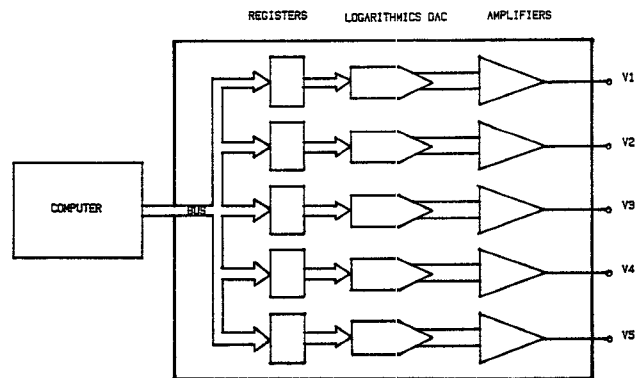 REGISTERS LOGARITHMICS DAC AMPLIFIERS
V1
V2
COMPUTER BUS V3
V4
V5